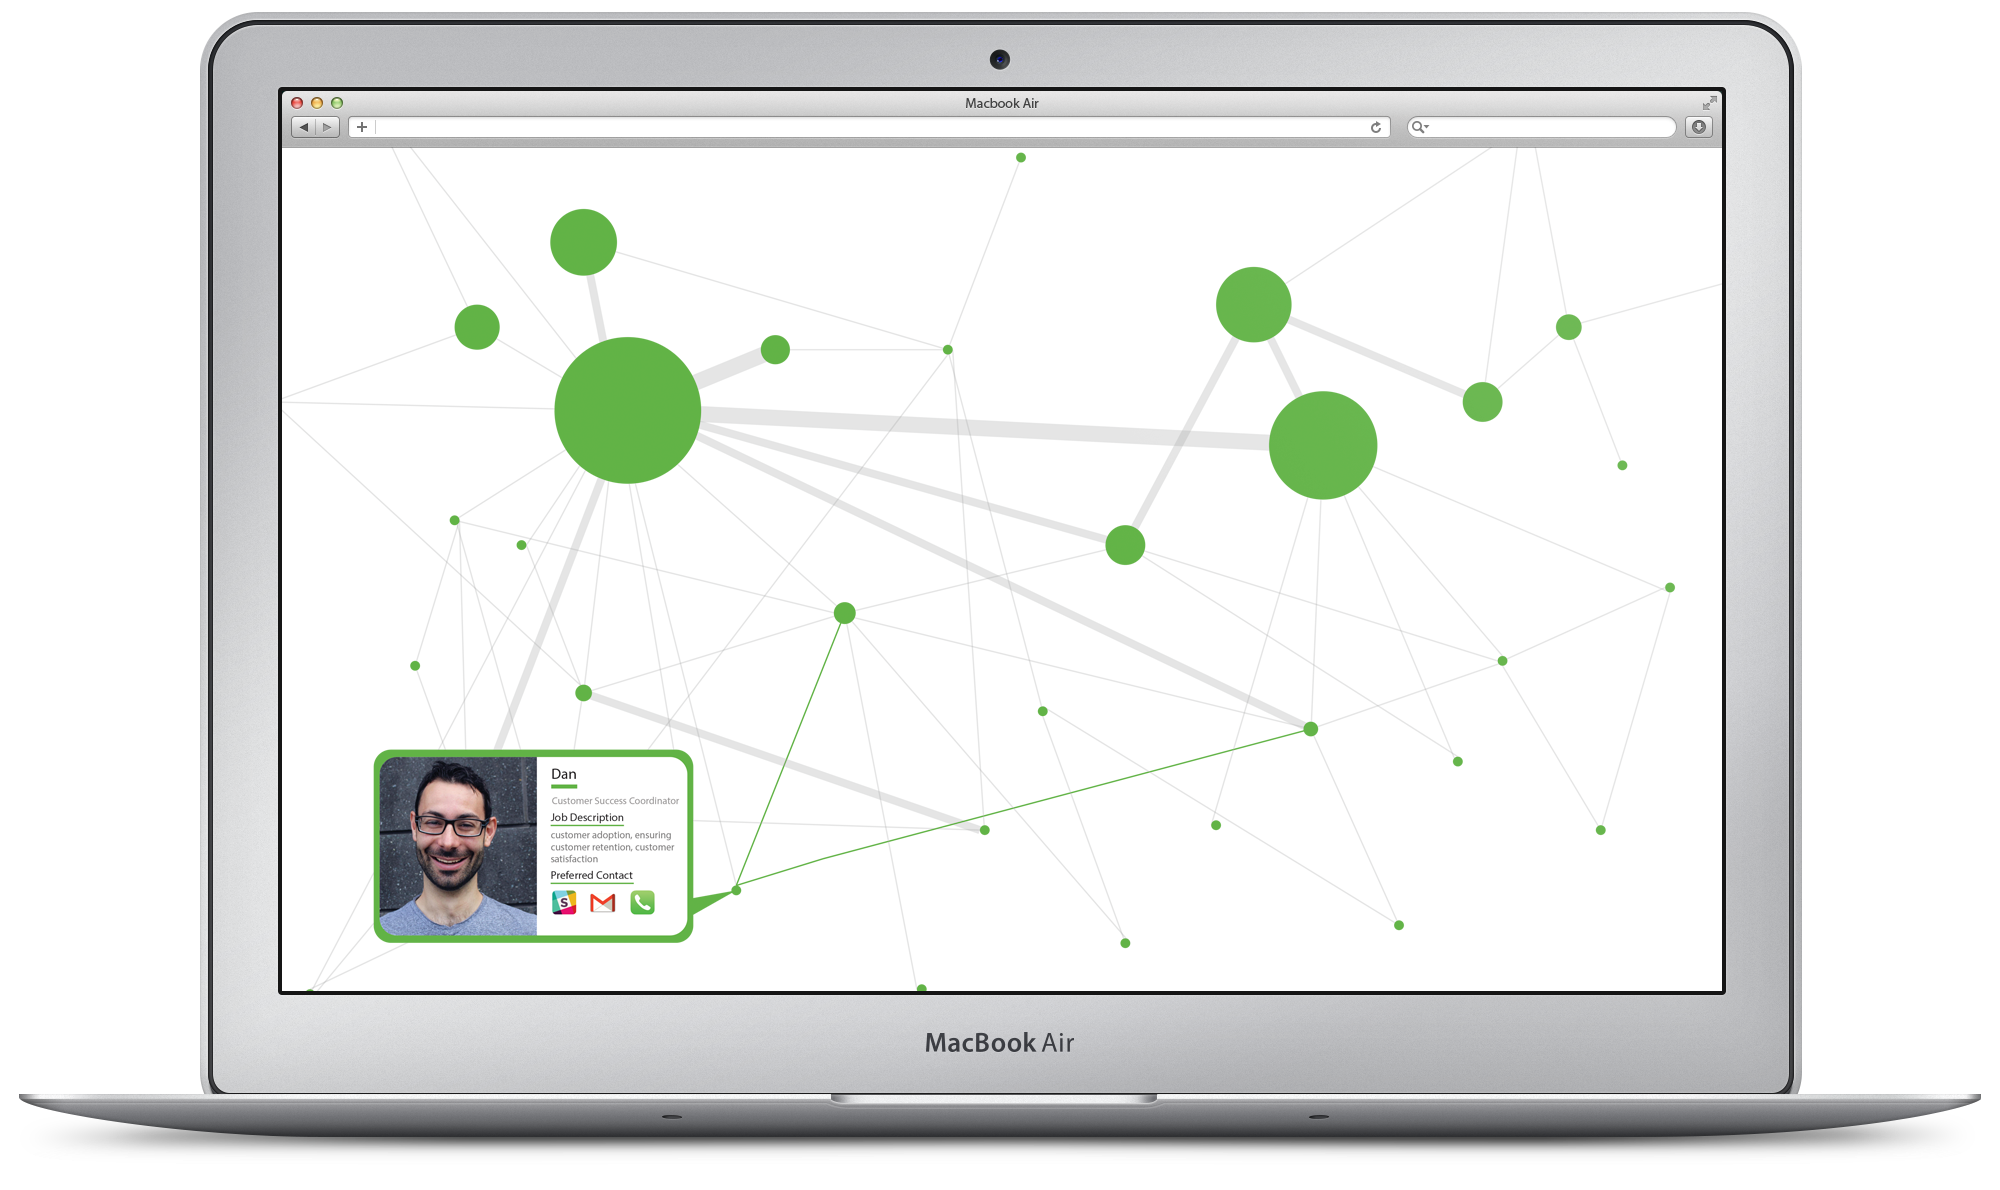 Macbook Air
Dan
Customer Success Coordinator
Job Description
customer adoption, ensuring
customer retention, customer
satisfaction
Preferred Contact
S
MacBook Air